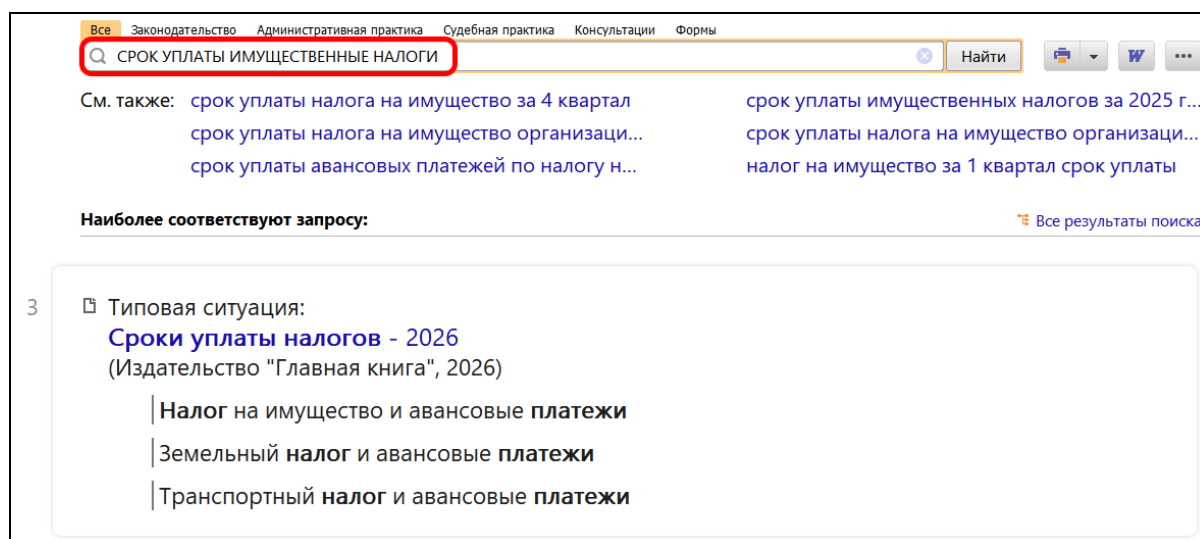 Все Законодательство Административная практика Судебная практика Консультации Формы
СРОК УПЛАТЫ ИМУЩЕСТВЕННЫЕ НАЛОГИ Найти W ...
См. также: срок уплаты налога на имущество за 4 квартал срок уплаты имущественных налогов за 2025 г...
срок уплаты налога на имущество организаци... срок уплаты налога на имущество организаци...
срок уплаты авансовых платежей по налогу н... налог на имущество за 1 квартал срок уплаты
Наиболее соответствуют запросу: Все результаты поиска
3 Типовая ситуация:
Сроки уплаты налогов - 2026
(Издательство "Главная книга", 2026)
Налог на имущество и авансовые платежи
Земельный налог и авансовые платежи
Транспортный налог и авансовые платежи